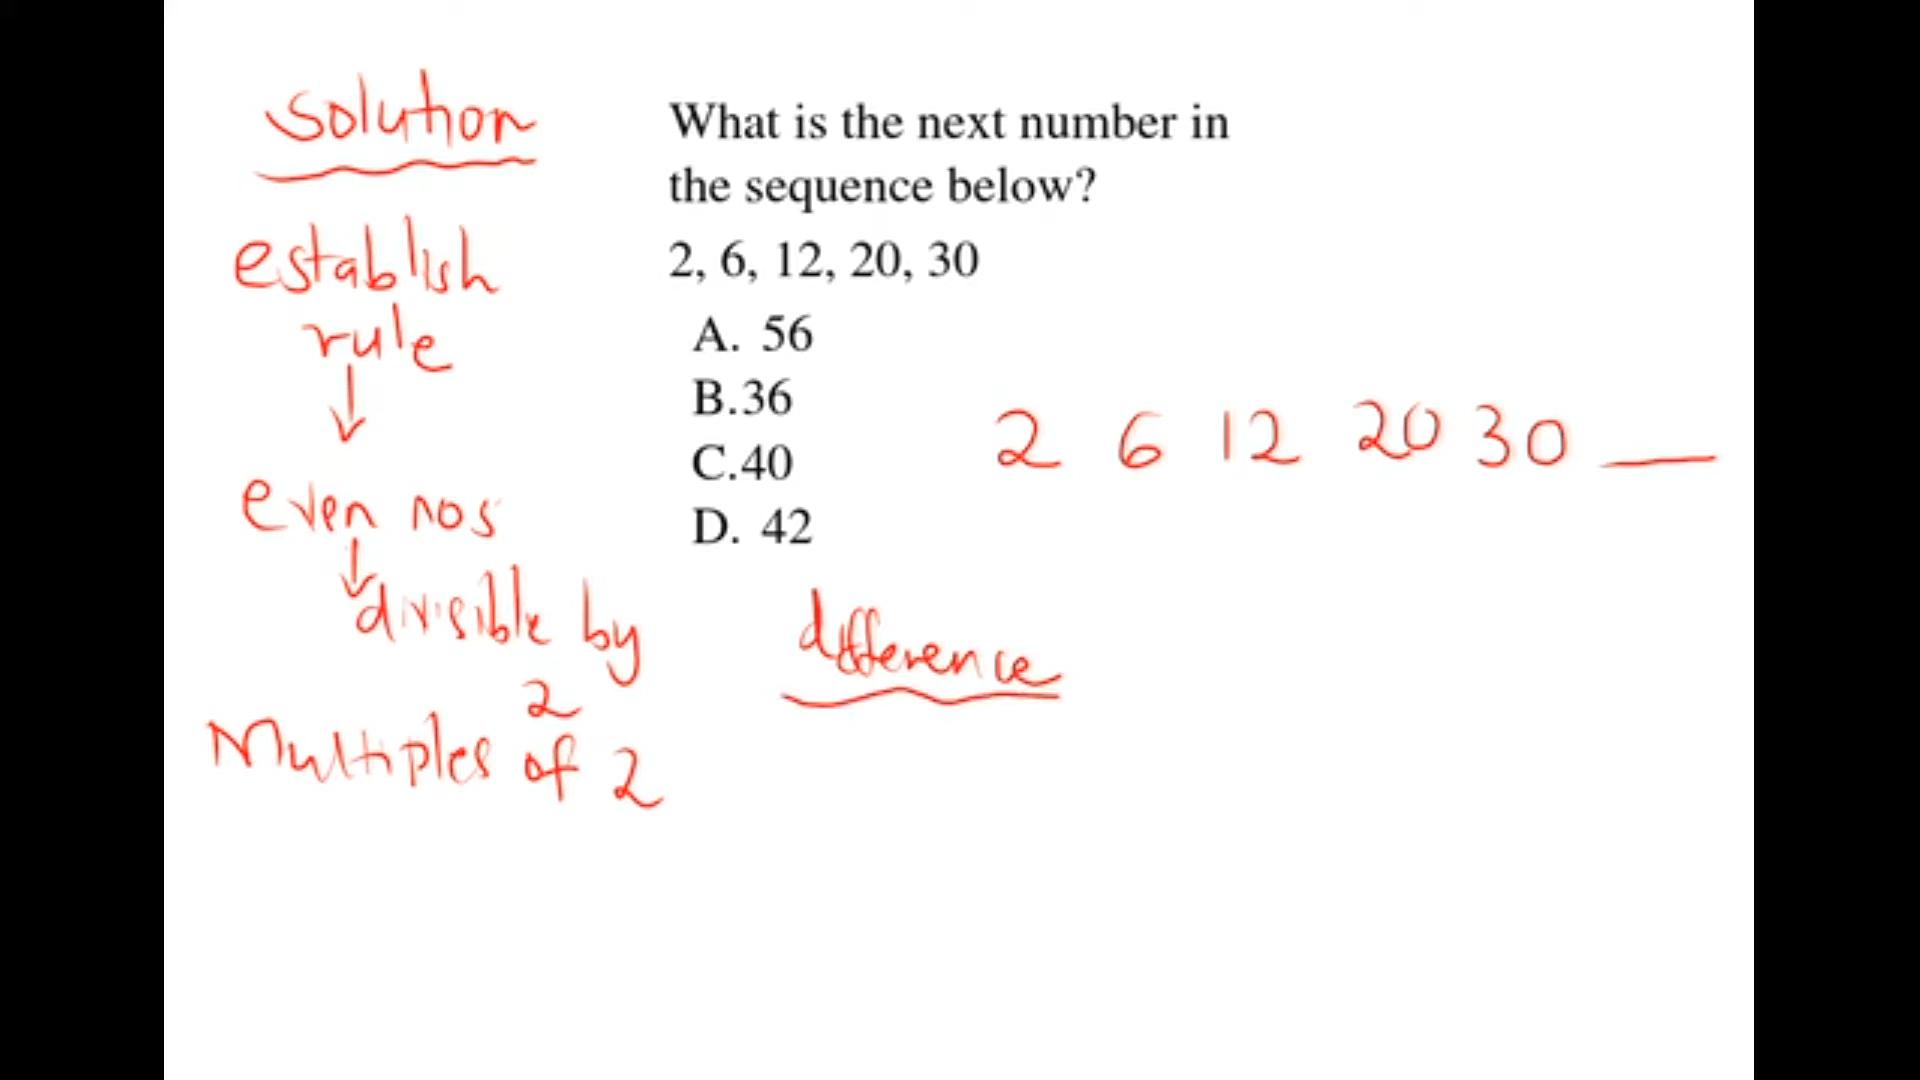 solution
establish
rule
even nos
divisible by
2
Multiples of 2
What is the next number in
the sequence below?
2, 6, 12, 20, 30
A. 56
B.36
C.40
D. 42
2 6 12 20 30 __
difference